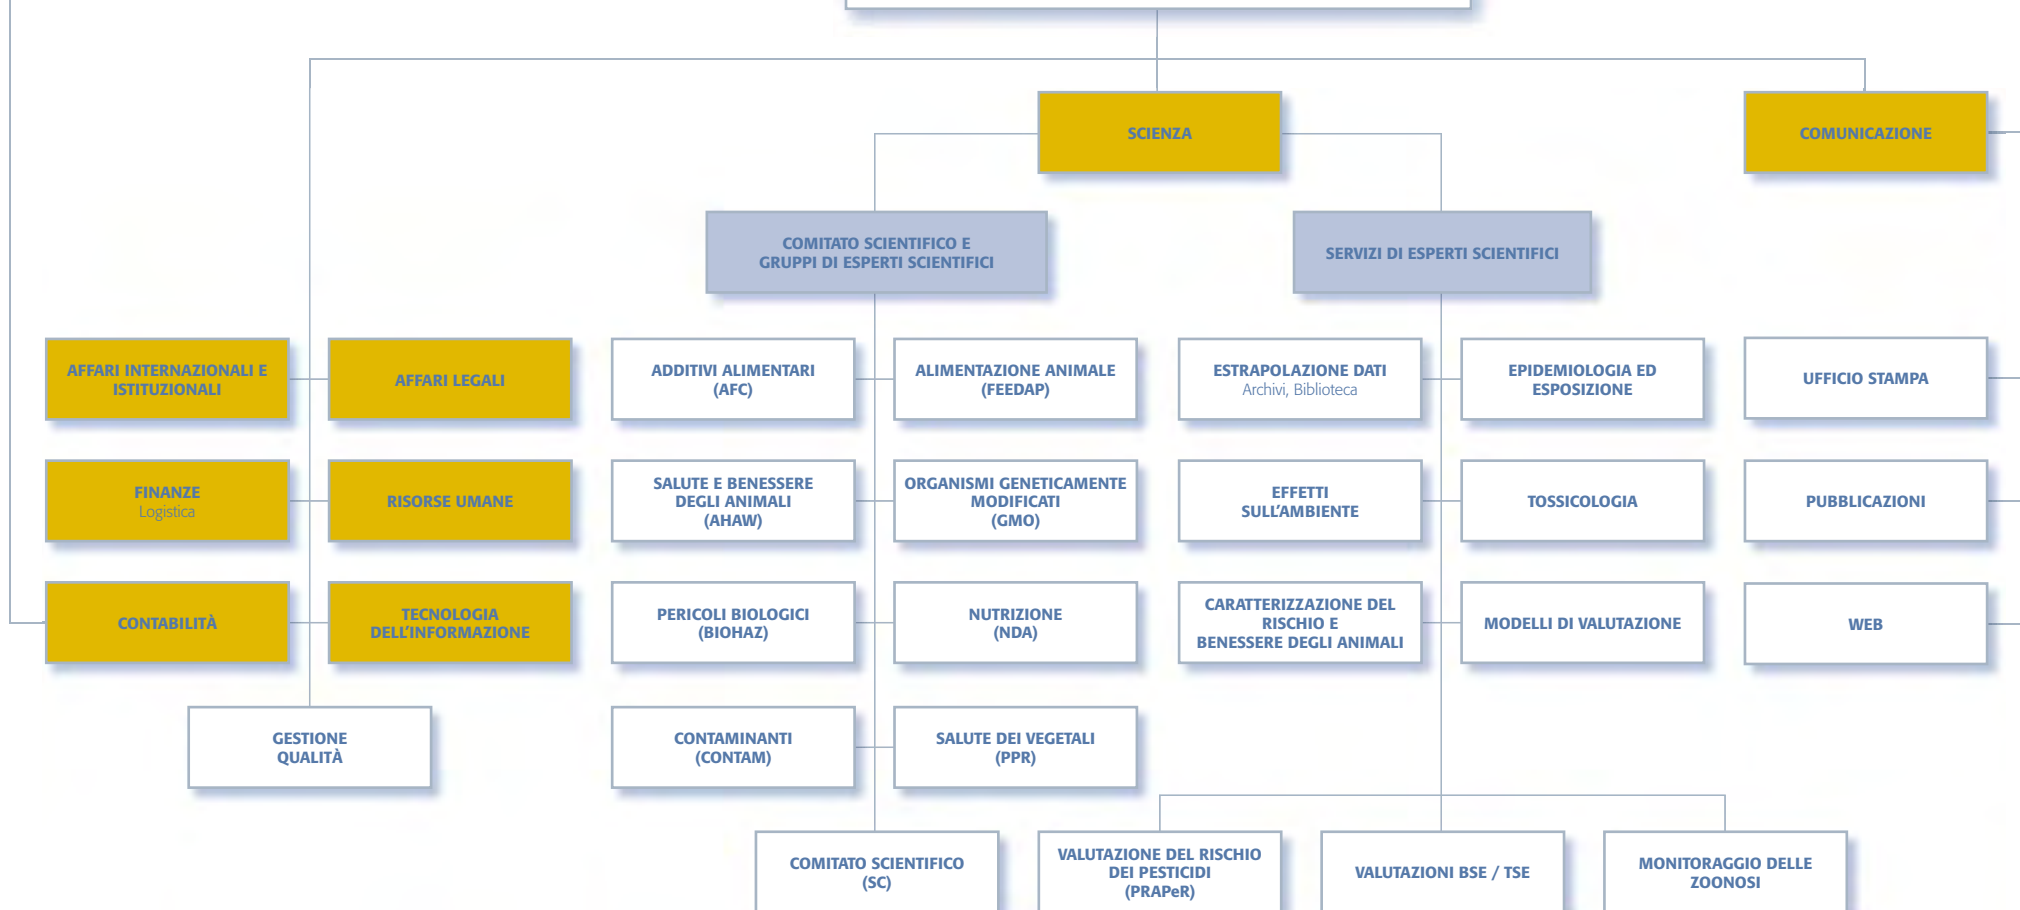 SCIENZA
COMUNICAZIONE
COMITATO SCIENTIFICO E
GRUPPI DI ESPERTI SCIENTIFICI
SERVIZI DI ESPERTI SCIENTIFICI
AFFARI INTERNAZIONALI E
ISTITUZIONALI
AFFARI LEGALI
ADDITIVI ALIMENTARI
(AFC)
ALIMENTAZIONE ANIMALE
(FEEDAP)
ESTRAPOLAZIONE DATI
Archivi, Biblioteca
EPIDEMIOLOGIA ED
ESPOSIZIONE
UFFICIO STAMPA
FINANZE
Logistica
RISORSE UMANE
SALUTE E BENESSERE
DEGLI ANIMALI
(AHAW)
ORGANISMI GENETICAMENTE
MODIFICATI
(GMO)
EFFETTI
SULL'AMBIENTE
TOSSICOLOGIA
PUBBLICAZIONI
CONTABILITÀ
TECNOLOGIA
DELL'INFORMAZIONE
PERICOLI BIOLOGICI
(BIOHAZ)
NUTRIZIONE
(NDA)
CARATTERIZZAZIONE DEL
RISCHIO E
BENESSERE DEGLI ANIMALI
MODELLI DI VALUTAZIONE
WEB
GESTIONE
QUALITÀ
CONTAMINANTI
(CONTAM)
SALUTE DEI VEGETALI
(PPR)
COMITATO SCIENTIFICO
(SC)
VALUTAZIONE DEL RISCHIO
DEI PESTICIDI
(PRAPeR)
VALUTAZIONI BSE / TSE
MONITORAGGIO DELLE
ZOONOSI